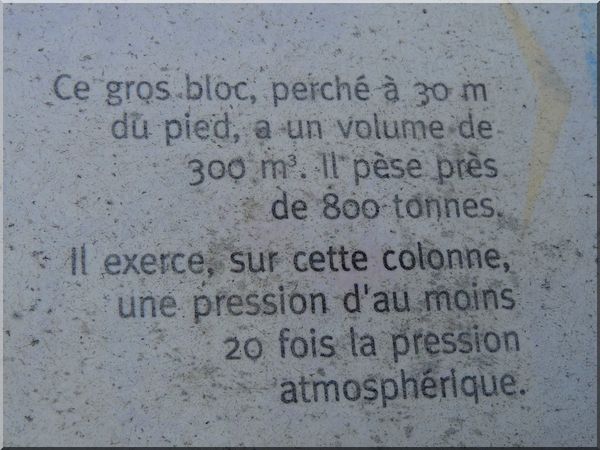 Ce gros bloc, perché à 30 m
du pied, a un volume de
300 m³. Il pèse près
de 800 tonnes.
Il exerce, sur cette colonne,
une pression d'au moins
20 fois la pression
atmosphérique.